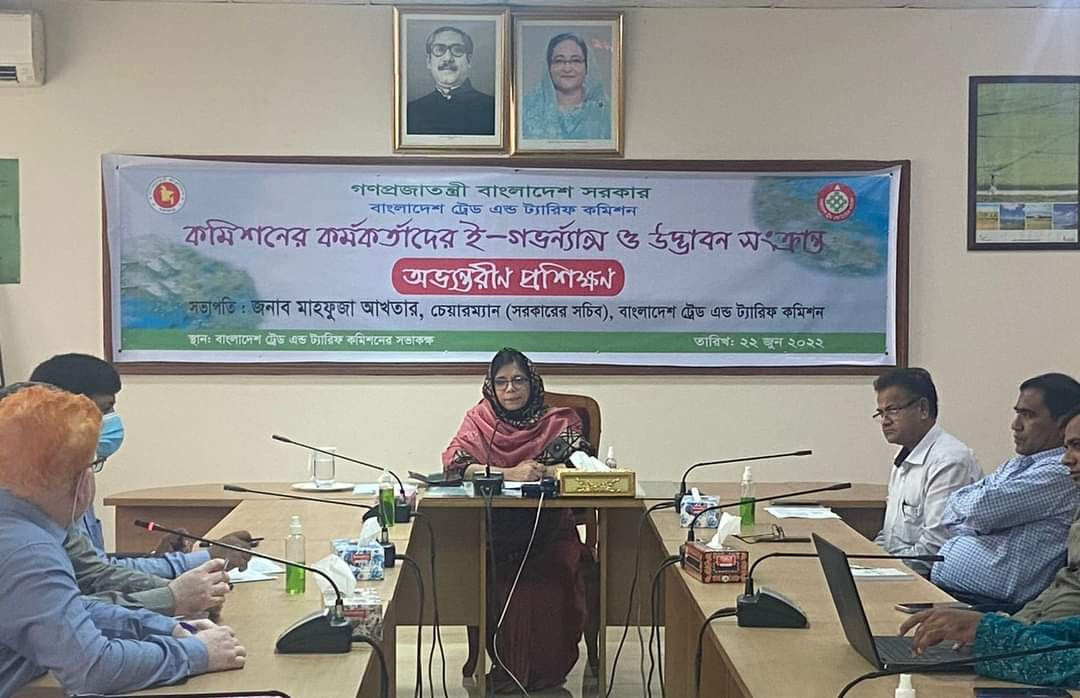 গণপ্রজাতন্ত্রী বাংলাদেশ সরকার
বাংলাদেশ ট্রেড এন্ড ট্যারিফ কমিশন
কমিশনের কর্মকর্তাদের ই-গভর্ন্যান্স ও উদ্ভাবন সংক্রান্ত
অভ্যন্তরীণ প্রশিক্ষণ
সভাপতি : জনাব মাহফুজা আখতার, চেয়ারম্যান (সরকারের সচিব), বাংলাদেশ ট্রেড এন্ড ট্যারিফ কমিশন
স্থান: বাংলাদেশ ট্রেড এন্ড ট্যারিফ কমিশনের সভাকক্ষ তারিখ: ২২ জুন ২০২২